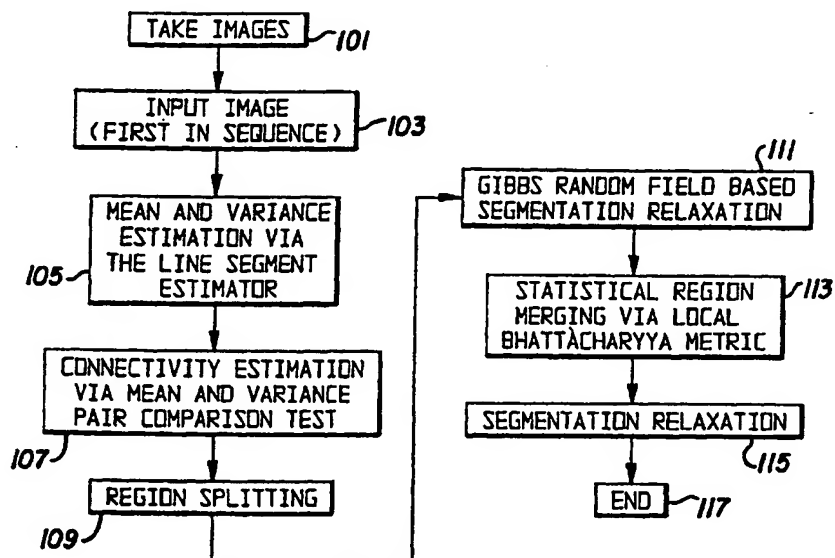 TAKE IMAGES
101
INPUT IMAGE
(FIRST IN SEQUENCE)
103
MEAN AND VARIANCE
ESTIMATION VIA
THE LINE SEGMENT
ESTIMATOR
105
CONNECTIVITY ESTIMATION
VIA MEAN AND VARIANCE
PAIR COMPARISON TEST
107
REGION SPLITTING
109
111
GIBBS RANDOM FIELD BASED
SEGMENTATION RELAXATION
STATISTICAL REGION
MERGING VIA LOCAL
BHATTÀCHARYYA METRIC
113
SEGMENTATION RELAXATION
115
END
117